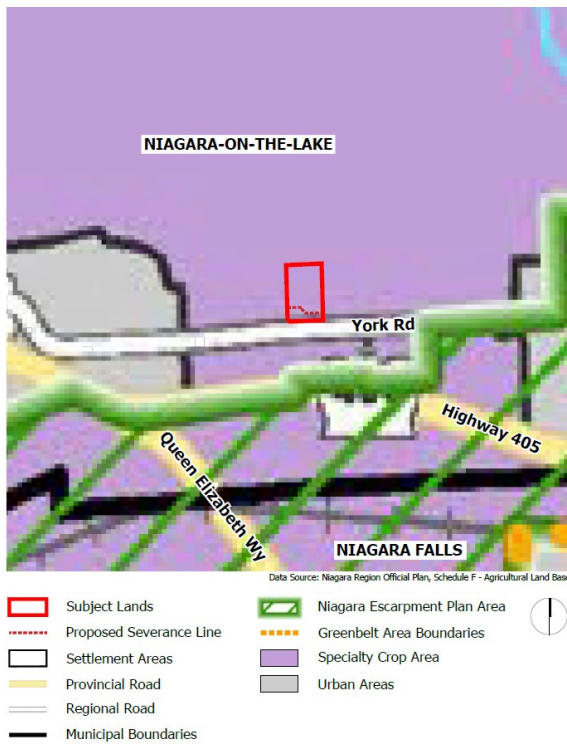 NIAGARA-ON-THE-LAKE
York Rd
Highway 405
Queen Elizabeth Wy
NIAGARA FALLS
Data Source: Niagara Region Official Plan, Schedule F - Agricultural Land Base
Subject Lands
Proposed Severance Line
Settlement Areas
Provincial Road
Regional Road
Municipal Boundaries
Niagara Escarpment Plan Area
Greenbelt Area Boundaries
Specialty Crop Area
Urban Areas